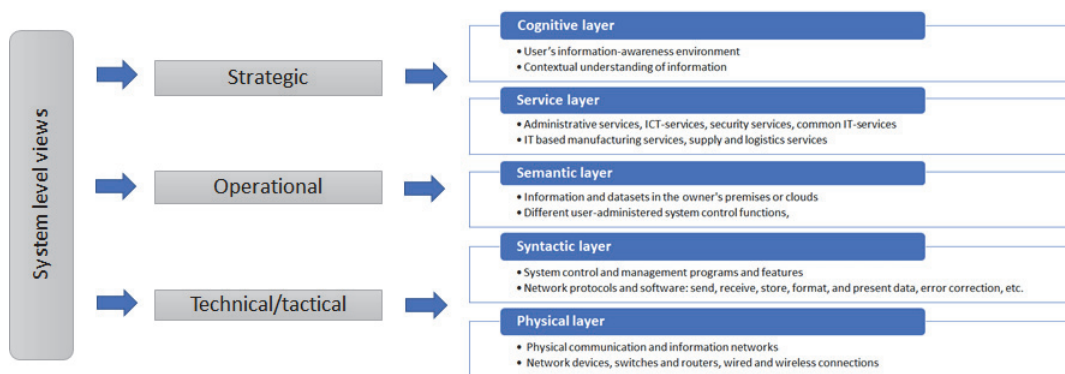 System level views
Strategic
Operational
Technical/tactical
Cognitive layer
• User's information-awareness environment
• Contextual understanding of information
Service layer
• Administrative services, ICT-services, security services, common IT-services
• IT based manufacturing services, supply and logistics services
Semantic layer
• Information and datasets in the owner's premises or clouds
• Different user-administered system control functions,
Syntactic layer
• System control and management programs and features
• Network protocols and software: send, receive, store, format, and present data, error correction, etc.
Physical layer
• Physical communication and information networks
• Network devices, switches and routers, wired and wireless connections